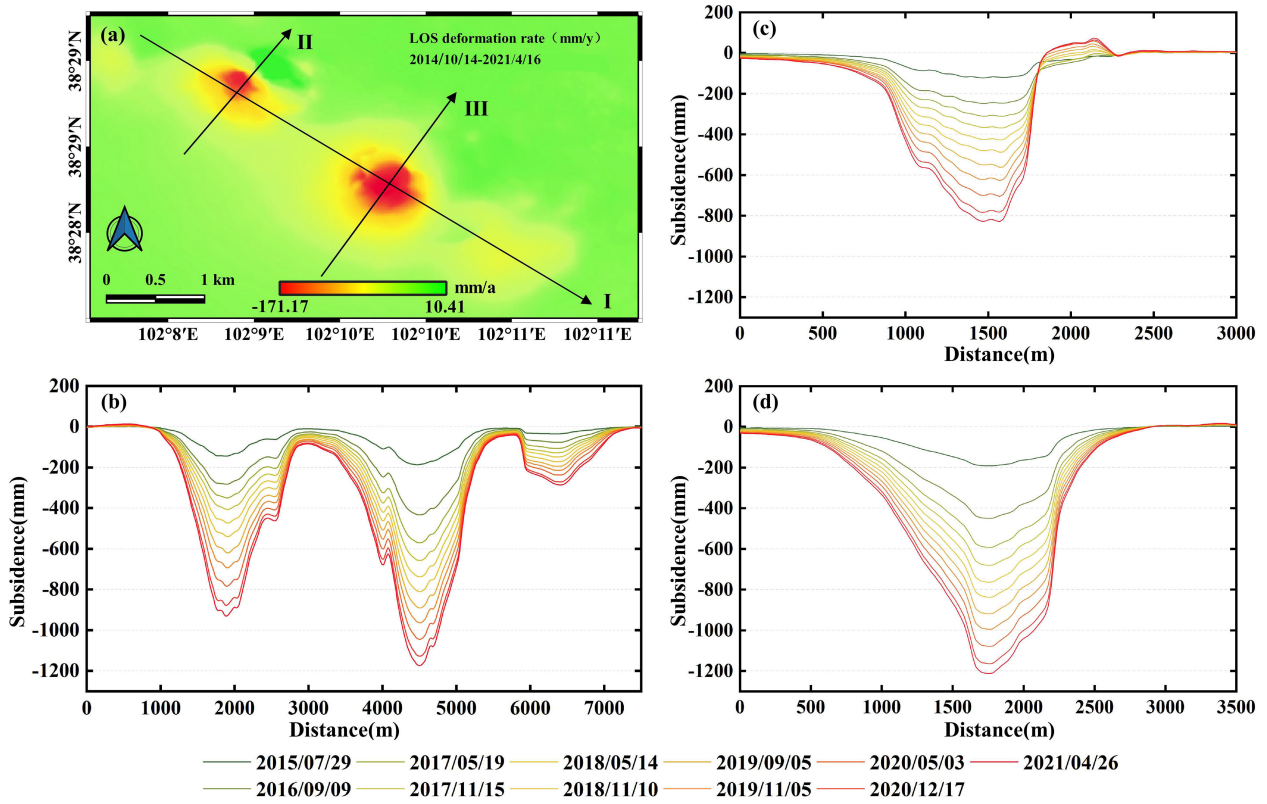 (a)
LOS deformation rate（mm/y）
2014/10/14-2021/4/16
II
III
I
38°29′N
38°29′N
38°28′N
0 0.5 1 km
mm/a
-171.17 10.41
102°8′E 102°9′E 102°10′E 102°10′E 102°11′E 102°11′E
(c)
200
0
-200
-400
-600
-800
-1000
-1200
Subsidence(mm)
0 500 1000 1500 2000 2500 3000
Distance(m)
(b)
200
0
-200
-400
-600
-800
-1000
-1200
Subsidence(mm)
0 1000 2000 3000 4000 5000 6000 7000
Distance(m)
(d)
200
0
-200
-400
-600
-800
-1000
-1200
Subsidence(mm)
0 500 1000 1500 2000 2500 3000 3500
Distance(m)
2015/07/29 2017/05/19 2018/05/14 2019/09/05 2020/05/03 2021/04/26
2016/09/09 2017/11/15 2018/11/10 2019/11/05 2020/12/17